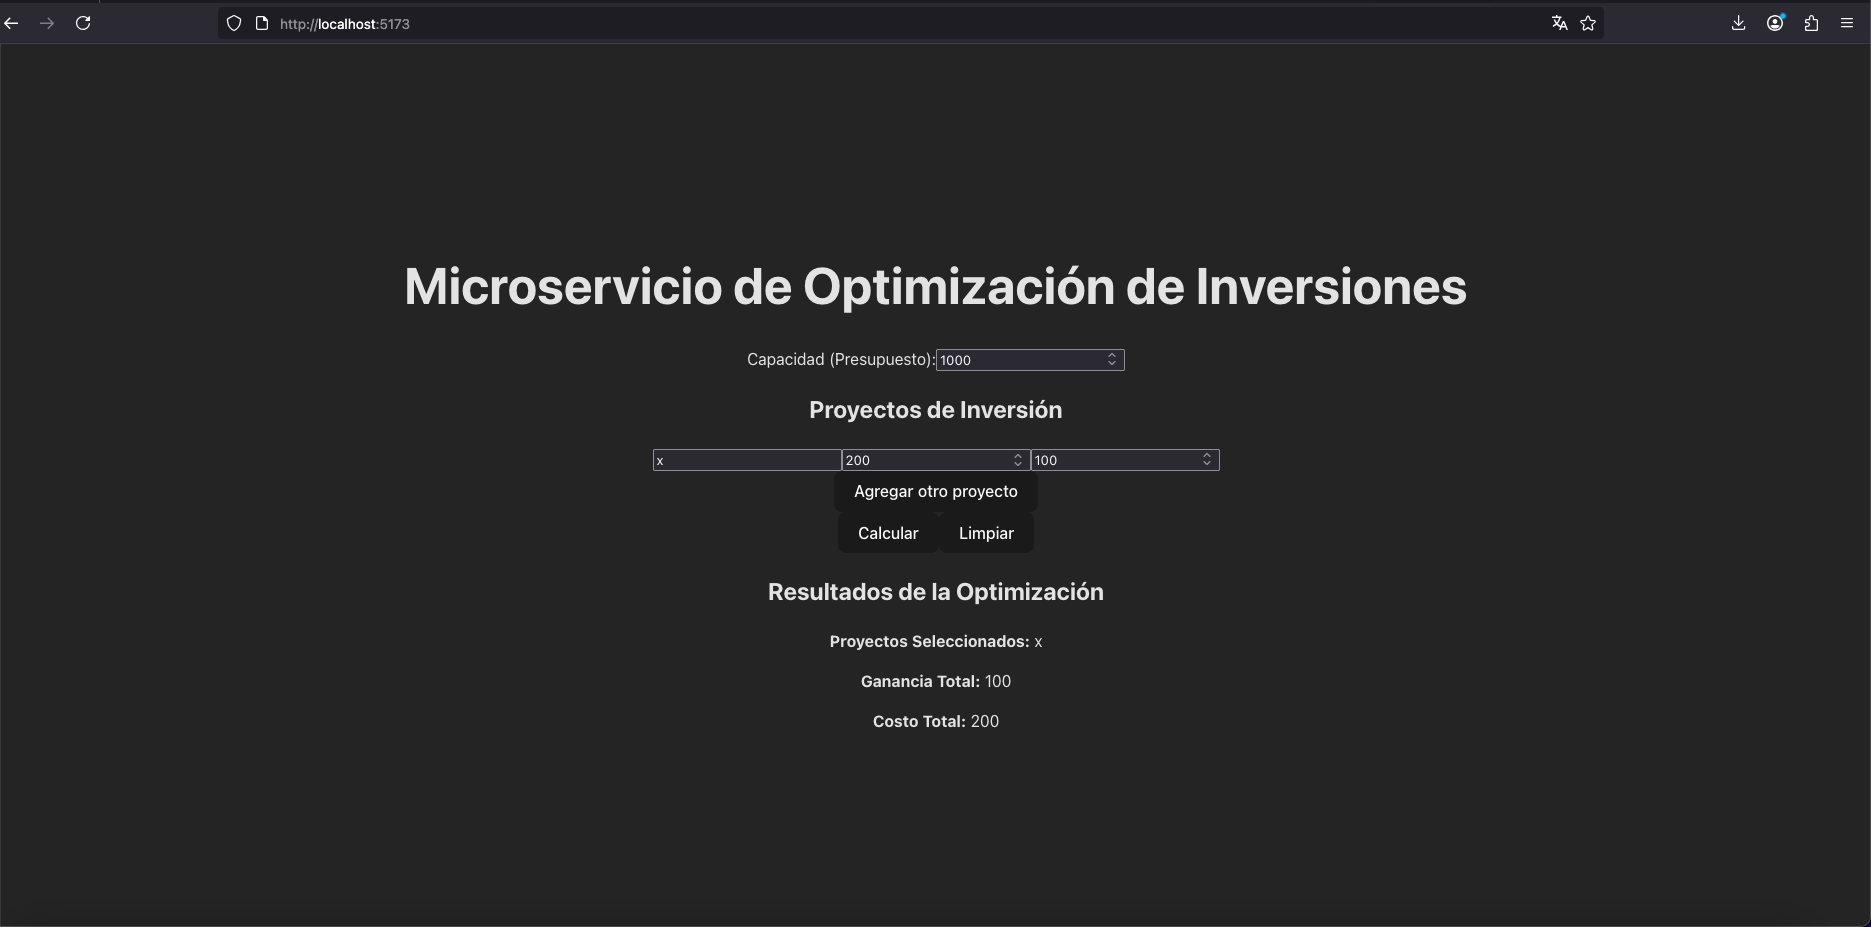 http://localhost:5173
Microservicio de Optimización de Inversiones
Capacidad (Presupuesto): 1000
Proyectos de Inversión
x 200 100
Agregar otro proyecto
Calcular Limpiar
Resultados de la Optimización
Proyectos Seleccionados: x
Ganancia Total: 100
Costo Total: 200